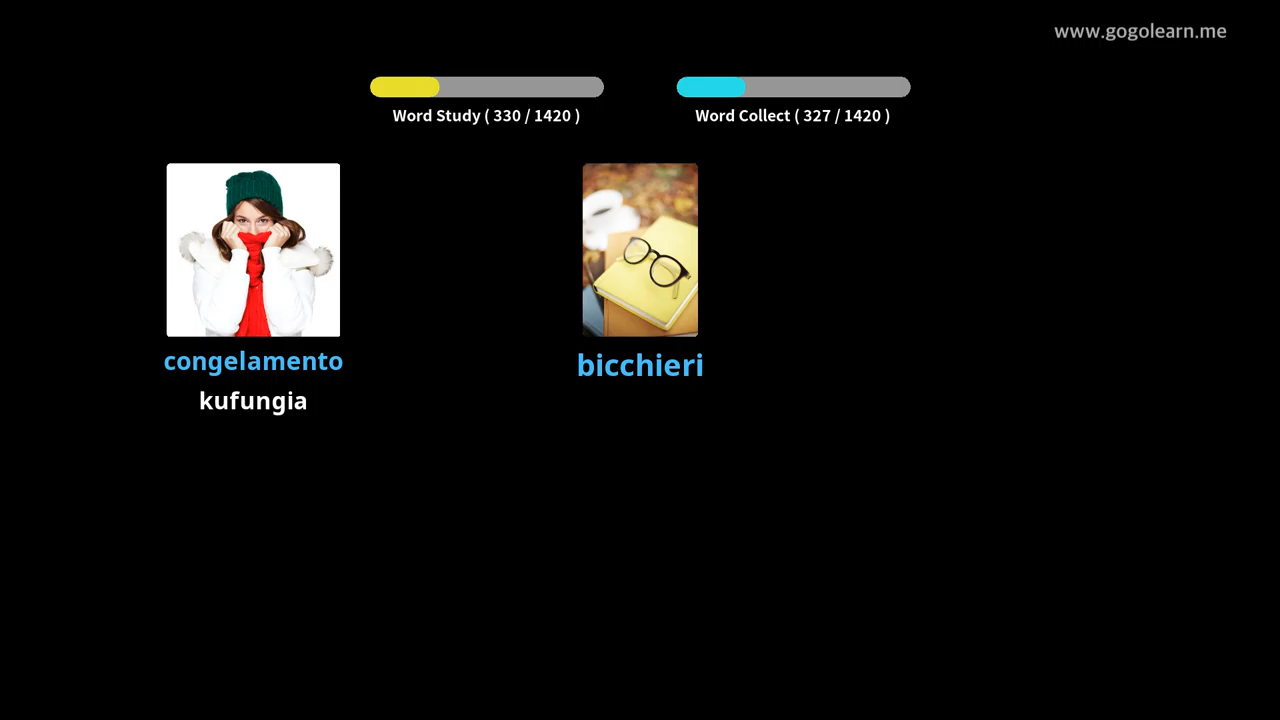 www.gogolearn.me
Word Study ( 330 / 1420 )
Word Collect ( 327 / 1420 )
congelamento
kufungia
bicchieri